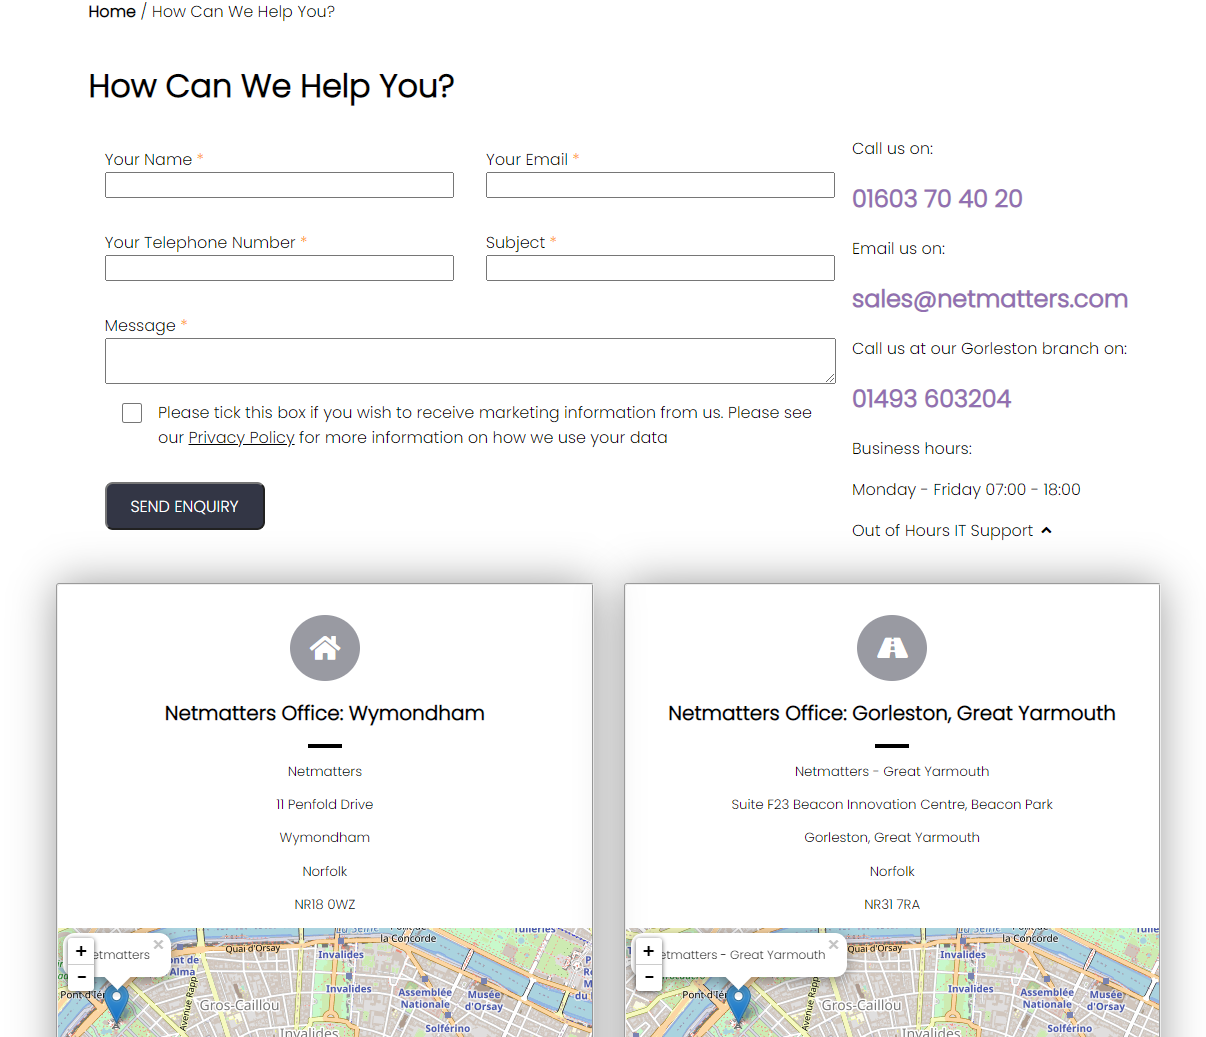 Home / How Can We Help You?
How Can We Help You?
Your Name *
Your Email *
Your Telephone Number *
Subject *
Message *
Please tick this box if you wish to receive marketing information from us. Please see
our Privacy Policy for more information on how we use your data
SEND ENQUIRY
Call us on:
01603 70 40 20
Email us on:
sales@netmatters.com
Call us at our Gorleston branch on:
01493 603204
Business hours:
Monday - Friday 07:00 - 18:00
Out of Hours IT Support
Netmatters Office: Wymondham
Netmatters
11 Penfold Drive
Wymondham
Norfolk
NR18 0WZ
+
-
etmatters
×
Quai d'Orsay
la Concorde
Invalides
Pont de
Alma
Avenue Rapp
Gros-Caillou
Assemblée
Nationale
Musée
d'Orsay
Solférino
Invalides
Netmatters Office: Gorleston, Great Yarmouth
Netmatters - Great Yarmouth
Suite F23 Beacon Innovation Centre, Beacon Park
Gorleston, Great Yarmouth
Norfolk
NR31 7RA
+
-
etmatters - Great Yarmouth
×
Quai d'Orsay
la Concorde
Invalides
Avenue Rapp
Gros-Caillou
Assemblée
Nationale
Musée
d'Orsay
Solférino
Invalides